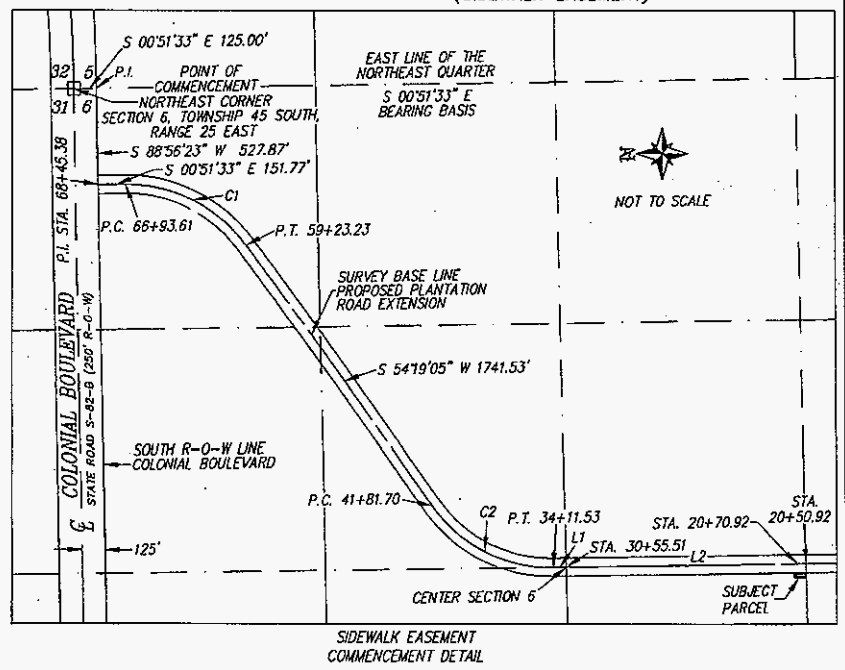 S 00°51'33" E 125.00'
32 5 P.I.
31 6
POINT OF
COMMENCEMENT
NORTHEAST CORNER
SECTION 6, TOWNSHIP 45 SOUTH,
RANGE 25 EAST
S 88°56'23" W 527.87'
S 00°51'33" E 151.77'
EAST LINE OF THE
NORTHEAST QUARTER
S 00°51'33" E
BEARING BASIS
N
NOT TO SCALE
P.I. STA. 68+45.38
C1
P.C. 66+93.61
P.T. 59+23.23
SURVEY BASE LINE
PROPOSED PLANTATION
ROAD EXTENSION
S 54°19'05" W 1741.53'
COLONIAL BOULEVARD
STATE ROAD S-82-B (250' R-O-W)
SOUTH R-O-W LINE
COLONIAL BOULEVARD
125'
P.C. 41+81.70
C2
P.T. 34+11.53
L1
STA. 30+55.51
STA. 20+70.92
STA.
20+50.92
L2
CENTER SECTION 6
SUBJECT
PARCEL
SIDEWALK EASEMENT
COMMENCEMENT DETAIL